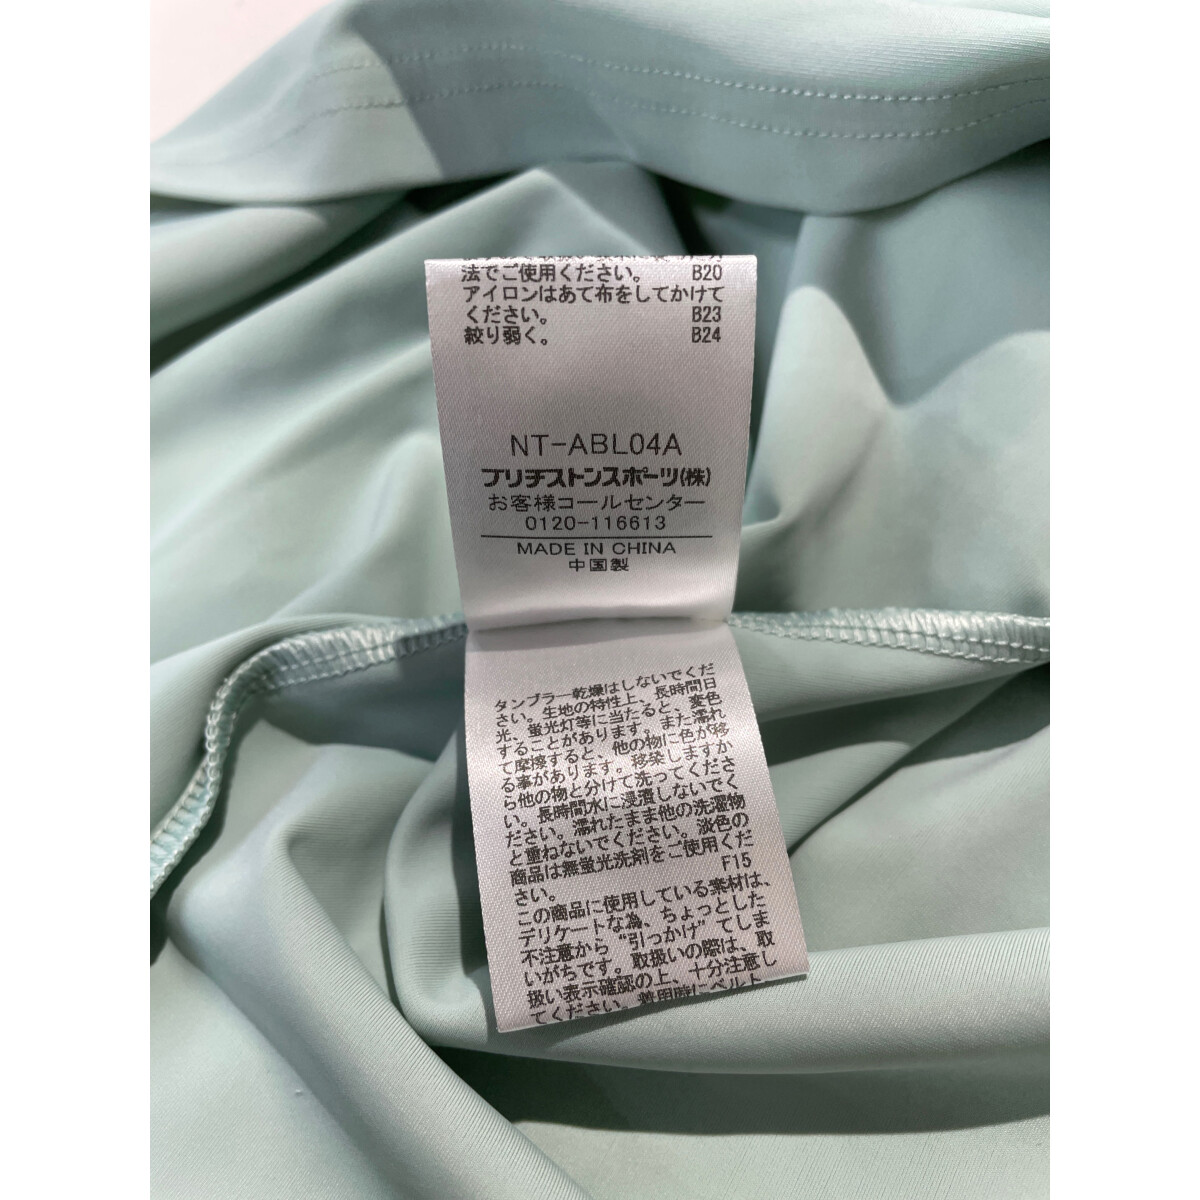 法でご使用ください。 B20
アイロンはあて布をしてかけて
ください。 B23
絞り弱く。 B24
NT-ABL04A
ブリヂストンスポーツ(株)
お客様コールセンター
0120-116613
MADE IN CHINA
中国製
タンブラー乾燥はしないでくだ
さい。生地の特性上、長時間日
光、蛍光灯等に当たると、変色
することがあります。また濡れ
て摩擦すると、他の物に色が移
る事があります。移染しますか
ら他の物と分けて洗ってくださ
い。長時間水に浸漬しないでく
ださい。濡れたまま他の洗濯物
と重ねないでください。淡色の
商品は無蛍光洗剤をご使用くだ
さい。 F15
この商品に使用している素材は、
デリケートな為、ちょっとした
不注意から“引っかけ”てしま
いがちです。取扱いの際は、取
扱い表示確認の上、十分注意し
てください。着用時にベルト